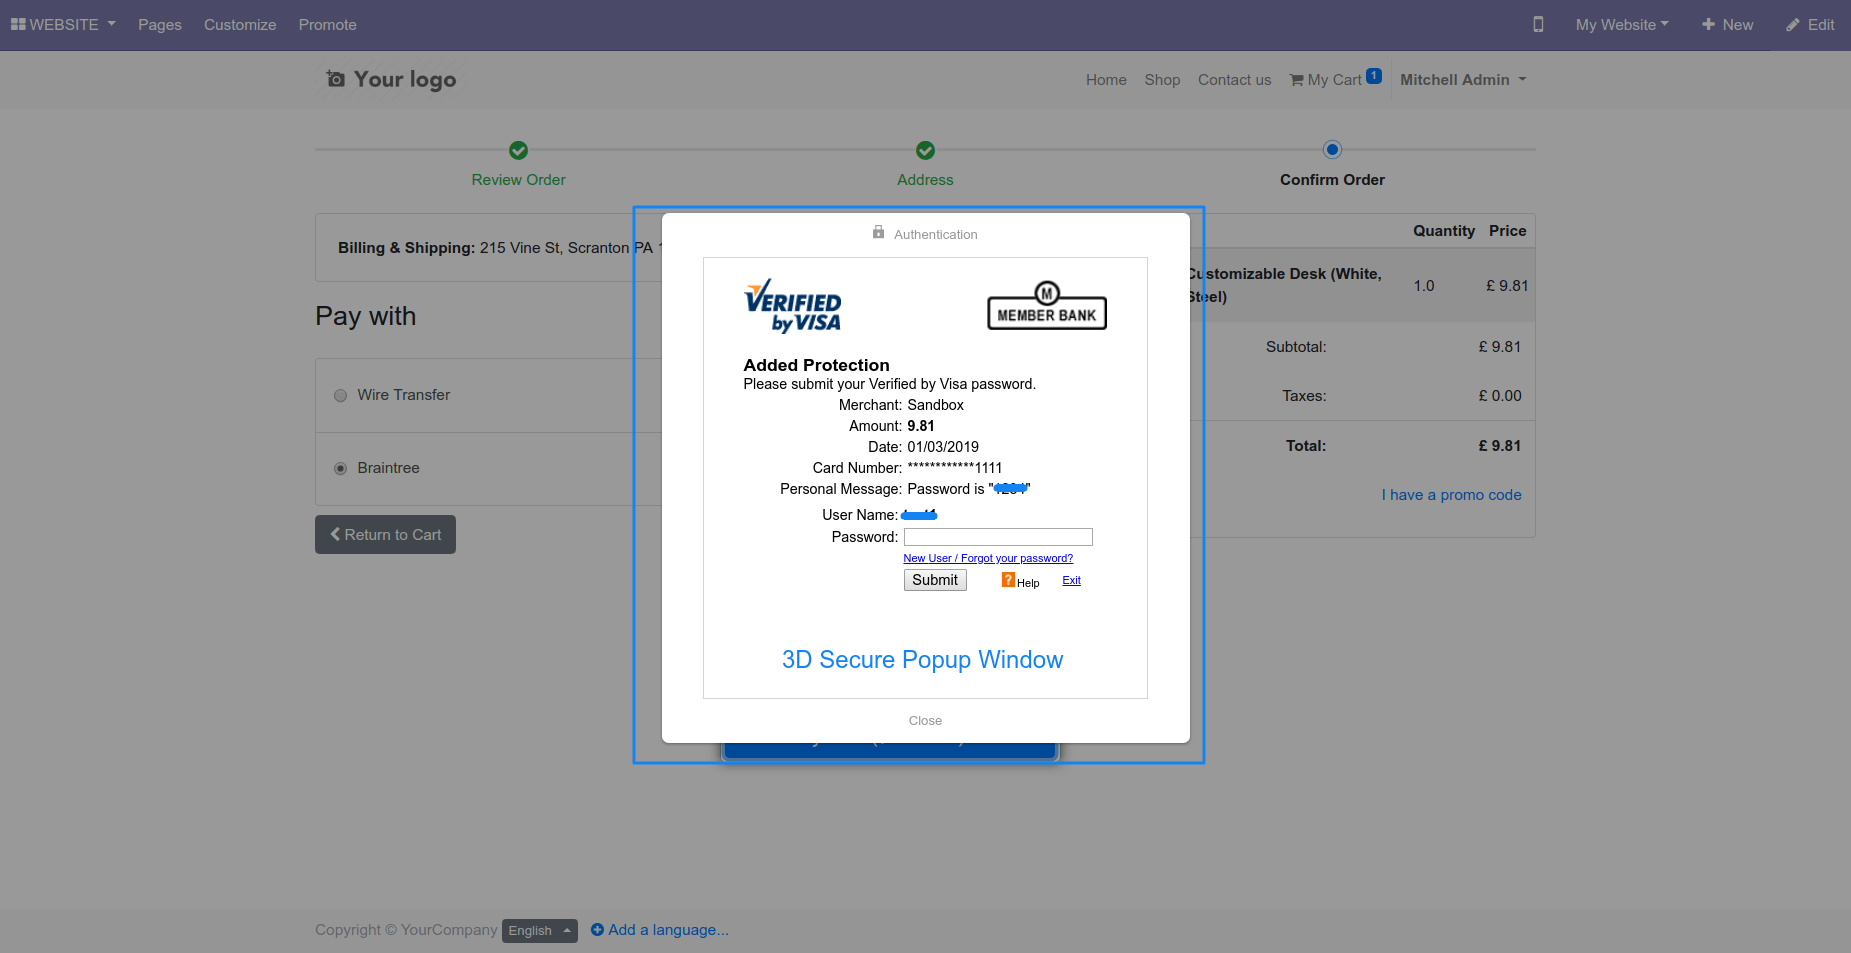 WEBSITE Pages Customize Promote My Website New Edit
Your logo Home Shop Contact us My Cart 1 Mitchell Admin
Review Order Address Confirm Order
Billing & Shipping: 215 Vine St, Scranton PA
Quantity Price
Customizable Desk (White, Steel) 1.0 £ 9.81
Subtotal: £ 9.81
Taxes: £ 0.00
Total: £ 9.81
I have a promo code
Pay with
Wire Transfer
Braintree
Return to Cart
Authentication
VERIFIED
by VISA
M
MEMBER BANK
Added Protection
Please submit your Verified by Visa password.
Merchant: Sandbox
Amount: 9.81
Date: 01/03/2019
Card Number: ************1111
Personal Message: Password is "
User Name:
Password:
New User / Forgot your password?
Submit ? Help Exit
3D Secure Popup Window
Close
Copyright © YourCompany English Add a language...